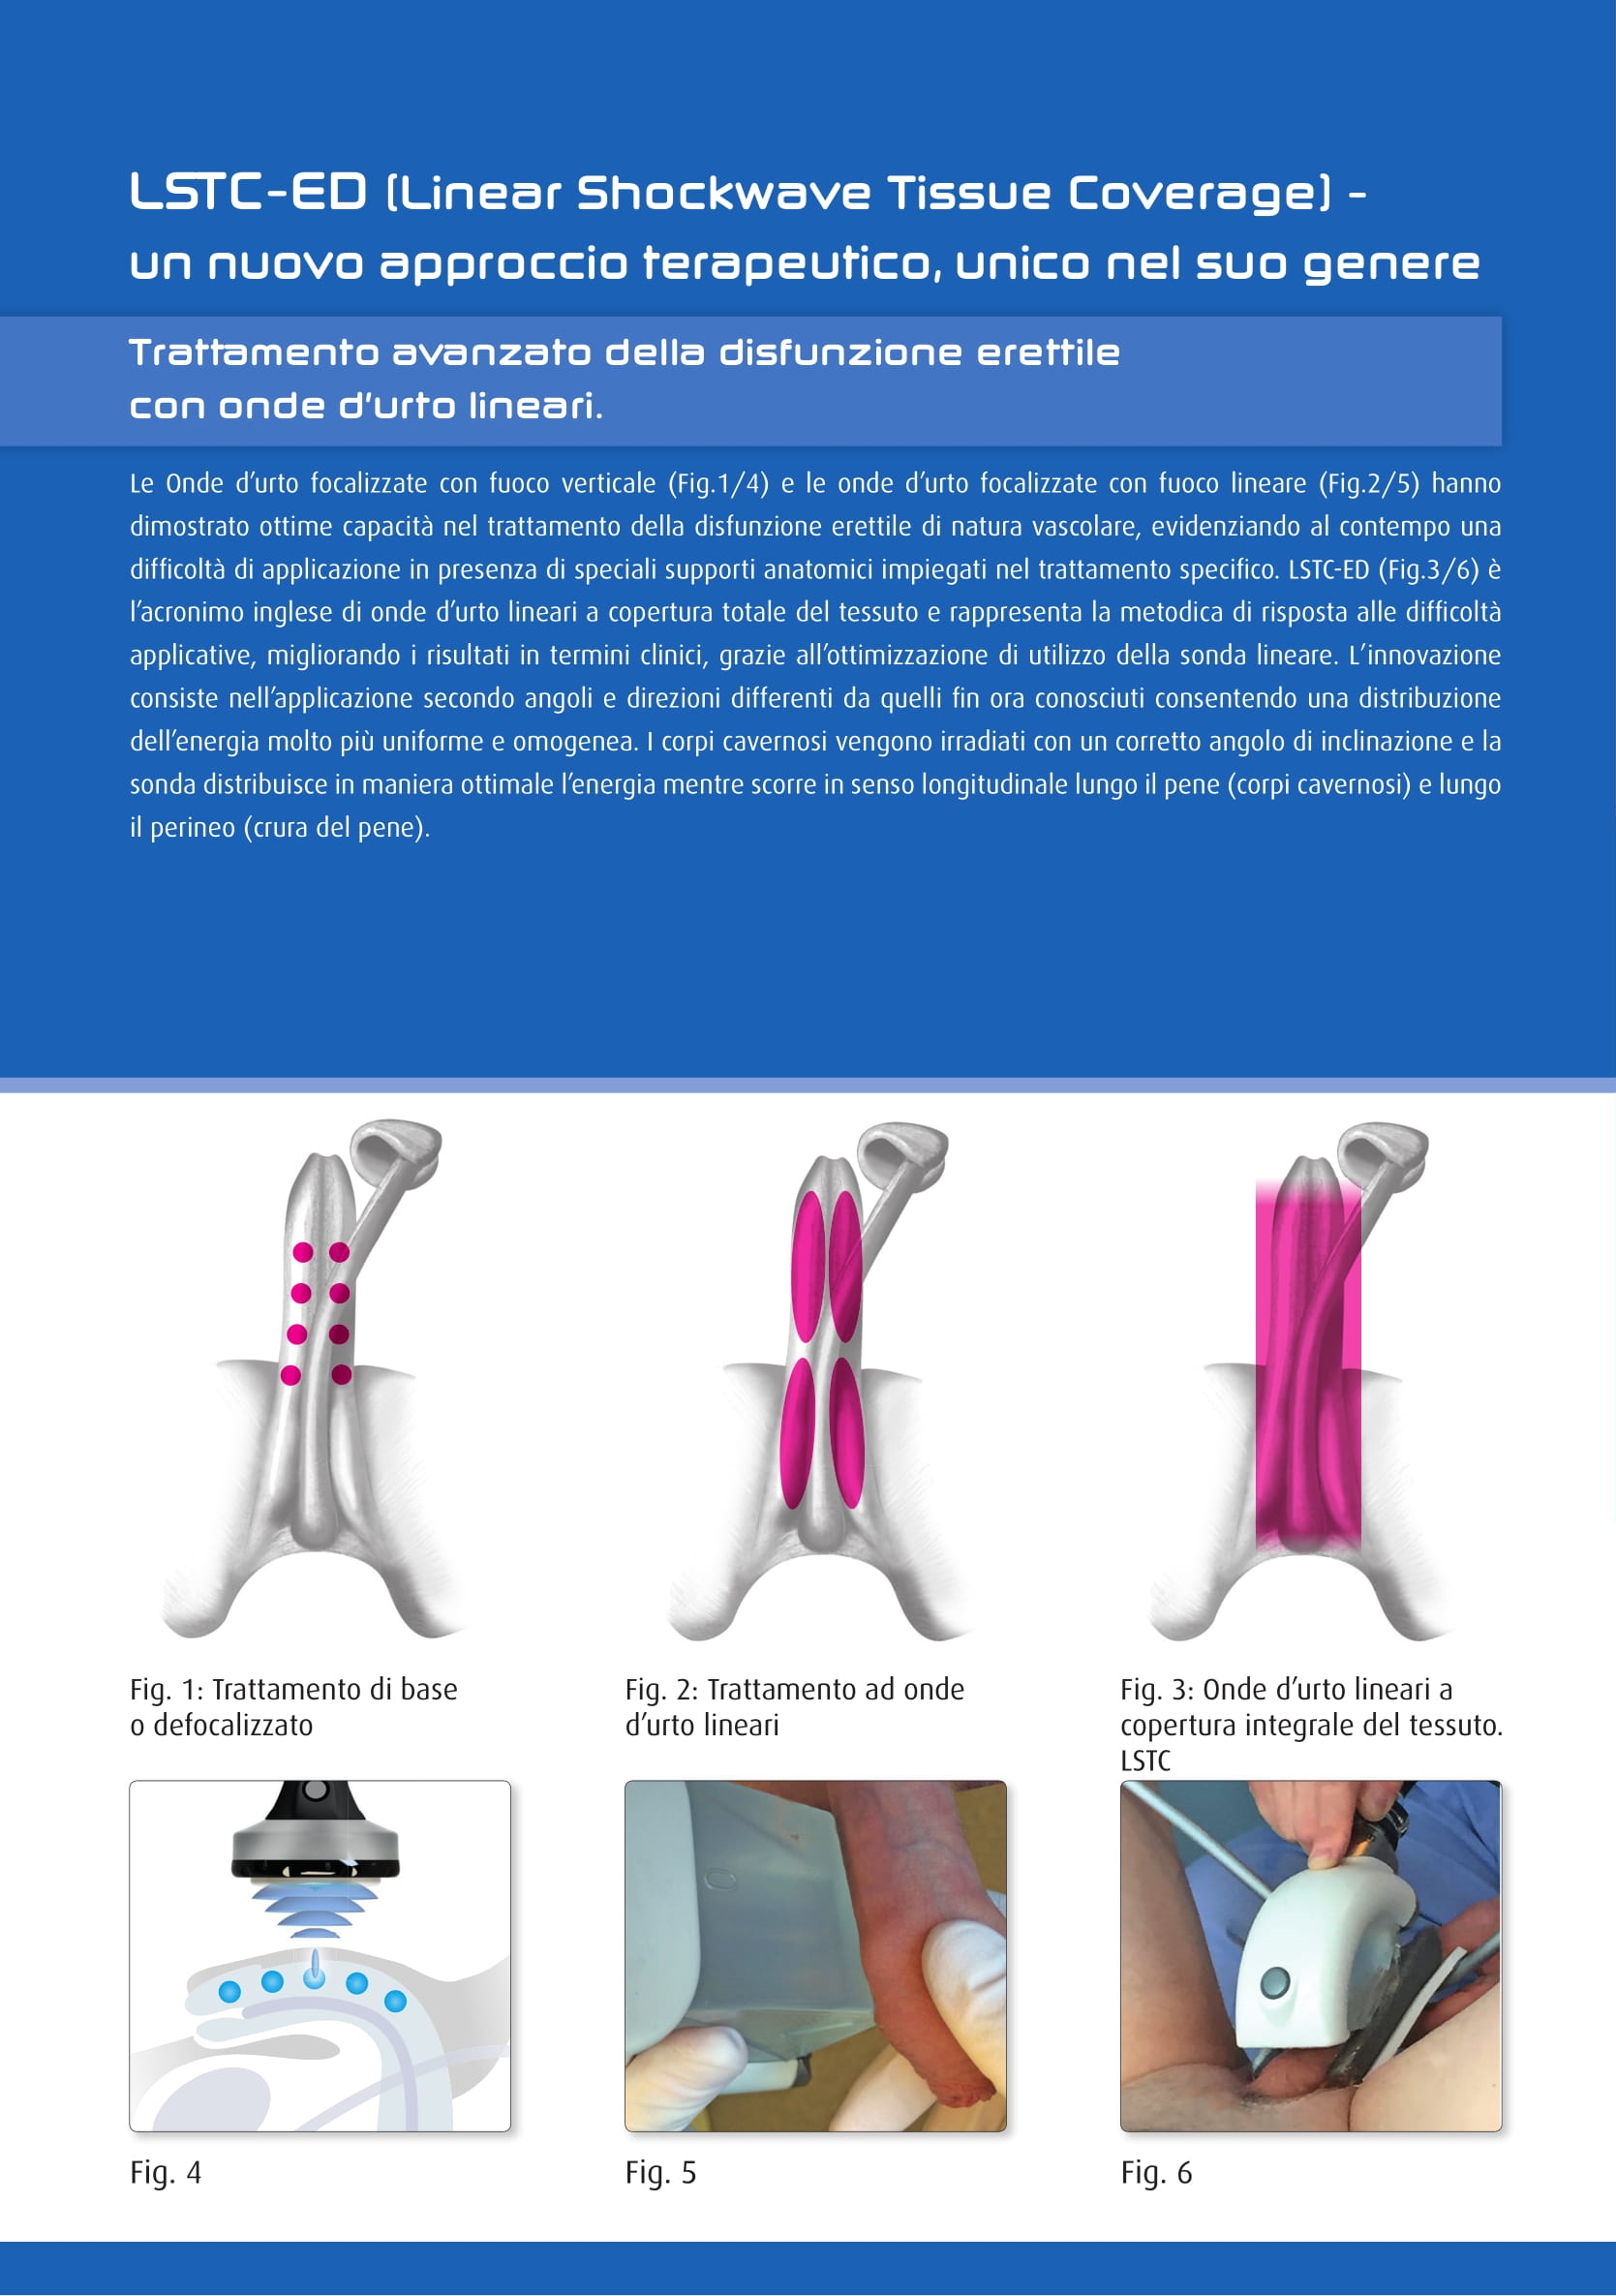 LSTC-ED (Linear Shockwave Tissue Coverage) -
un nuovo approccio terapeutico, unico nel suo genere
Trattamento avanzato della disfunzione erettile
con onde d'urto lineari.
Le Onde d’urto focalizzate con fuoco verticale (Fig.1/4) e le onde d’urto focalizzate con fuoco lineare (Fig.2/5) hanno
dimostrato ottime capacità nel trattamento della disfunzione erettile di natura vascolare, evidenziando al contempo una
difficoltà di applicazione in presenza di speciali supporti anatomici impiegati nel trattamento specifico. LSTC-ED (Fig.3/6) è
l’acronimo inglese di onde d’urto lineari a copertura totale del tessuto e rappresenta la metodica di risposta alle difficoltà
applicative, migliorando i risultati in termini clinici, grazie all’ottimizzazione di utilizzo della sonda lineare. L’innovazione
consiste nell’applicazione secondo angoli e direzioni differenti da quelli fin ora conosciuti consentendo una distribuzione
dell’energia molto più uniforme e omogenea. I corpi cavernosi vengono irradiati con un corretto angolo di inclinazione e la
sonda distribuisce in maniera ottimale l’energia mentre scorre in senso longitudinale lungo il pene (corpi cavernosi) e lungo
il perineo (crura del pene).
Fig. 1: Trattamento di base
o defocalizzato
Fig. 2: Trattamento ad onde
d’urto lineari
Fig. 3: Onde d’urto lineari a
copertura integrale del tessuto.
LSTC
Fig. 4
Fig. 5
Fig. 6